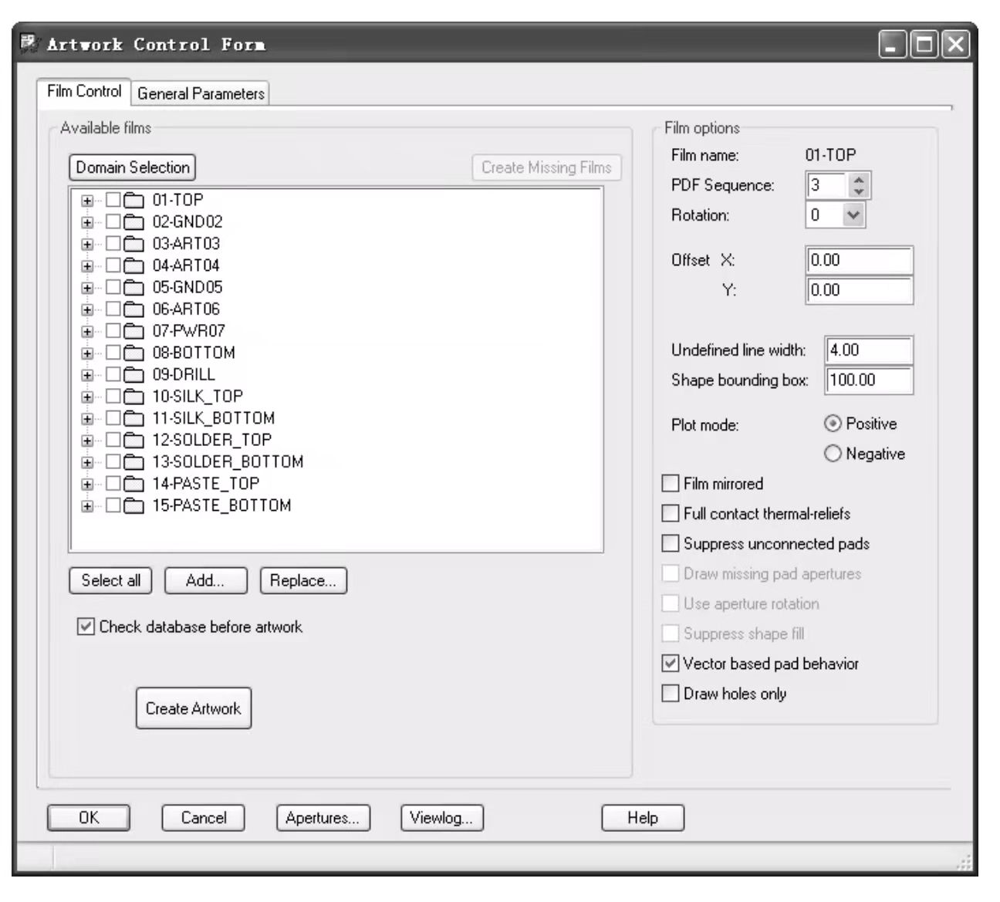 Artwork Control Form
Film Control
General Parameters
Available films
Domain Selection
Create Missing Films
01-TOP
02-GND02
03-ART03
04-ART04
05-GND05
06-ART06
07-PWR07
08-BOTTOM
09-DRILL
10-SILK_TOP
11-SILK_BOTTOM
12-SOLDER_TOP
13-SOLDER_BOTTOM
14-PASTE_TOP
15-PASTE_BOTTOM
Select all
Add...
Replace...
Check database before artwork
Create Artwork
Film options
Film name: 01-TOP
PDF Sequence: 3
Rotation: 0
Offset X: 0.00
Y: 0.00
Undefined line width: 4.00
Shape bounding box: 100.00
Plot mode: Positive
Negative
Film mirrored
Full contact thermal-reliefs
Suppress unconnected pads
Draw missing pad apertures
Use aperture rotation
Suppress shape fill
Vector based pad behavior
Draw holes only
OK
Cancel
Apertures...
Viewlog...
Help